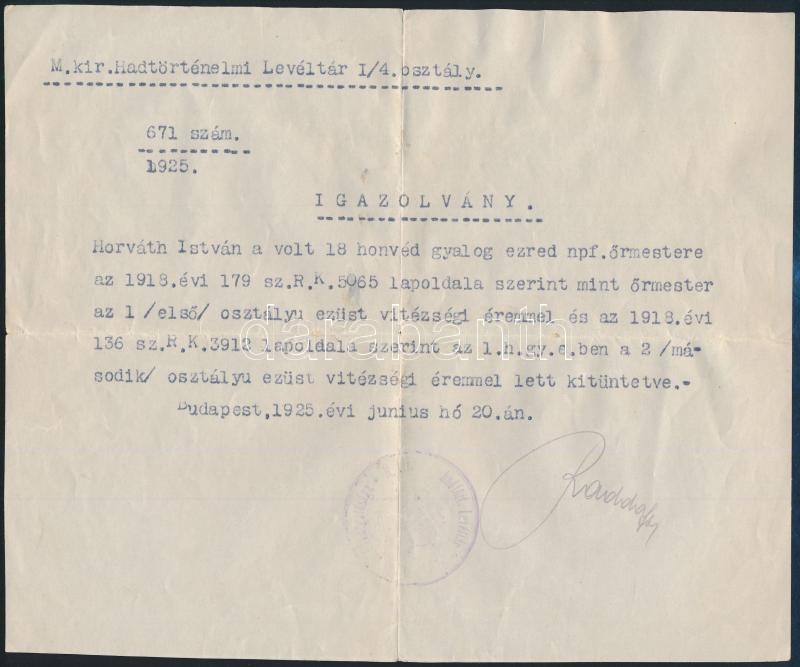 M.kir.Hadtörténelmi Levéltár I/4.osztály.
671 szám.
1925.
I G A Z O L V Á N Y .
Horváth István a volt 18 honvéd gyalog ezred npf.őrmestere
az 1918.évi 179 sz.R.K.5065 lapoldala szerint mint őrmester
az 1 /első/ osztályu ezüst vitézségi éremmel és az 1918.évi
136 sz.R.K.3912 lapoldala szerint az 1.h.gy.e.ben a 2 /má-
sodik/ osztályu ezüst vitézségi éremmel lett kitüntetve.-
Budapest,1925.évi junius hó 20.án.
darabanth